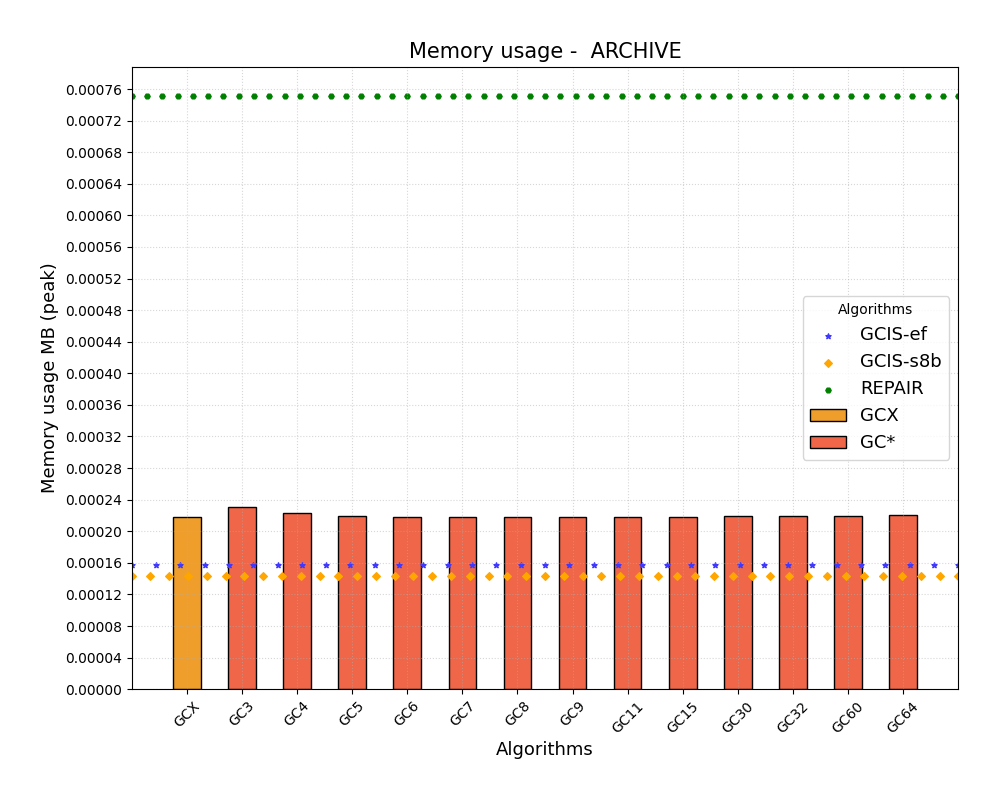 Memory usage -  ARCHIVE
Memory usage MB (peak)
0.00076
0.00072
0.00068
0.00064
0.00060
0.00056
0.00052
0.00048
0.00044
0.00040
0.00036
0.00032
0.00028
0.00024
0.00020
0.00016
0.00012
0.00008
0.00004
0.00000
Algorithms
GCIS-ef
GCIS-s8b
REPAIR
GCX
GC*
GCX
GC3
GC4
GC5
GC6
GC7
GC8
GC9
GC11
GC15
GC30
GC32
GC60
GC64
Algorithms